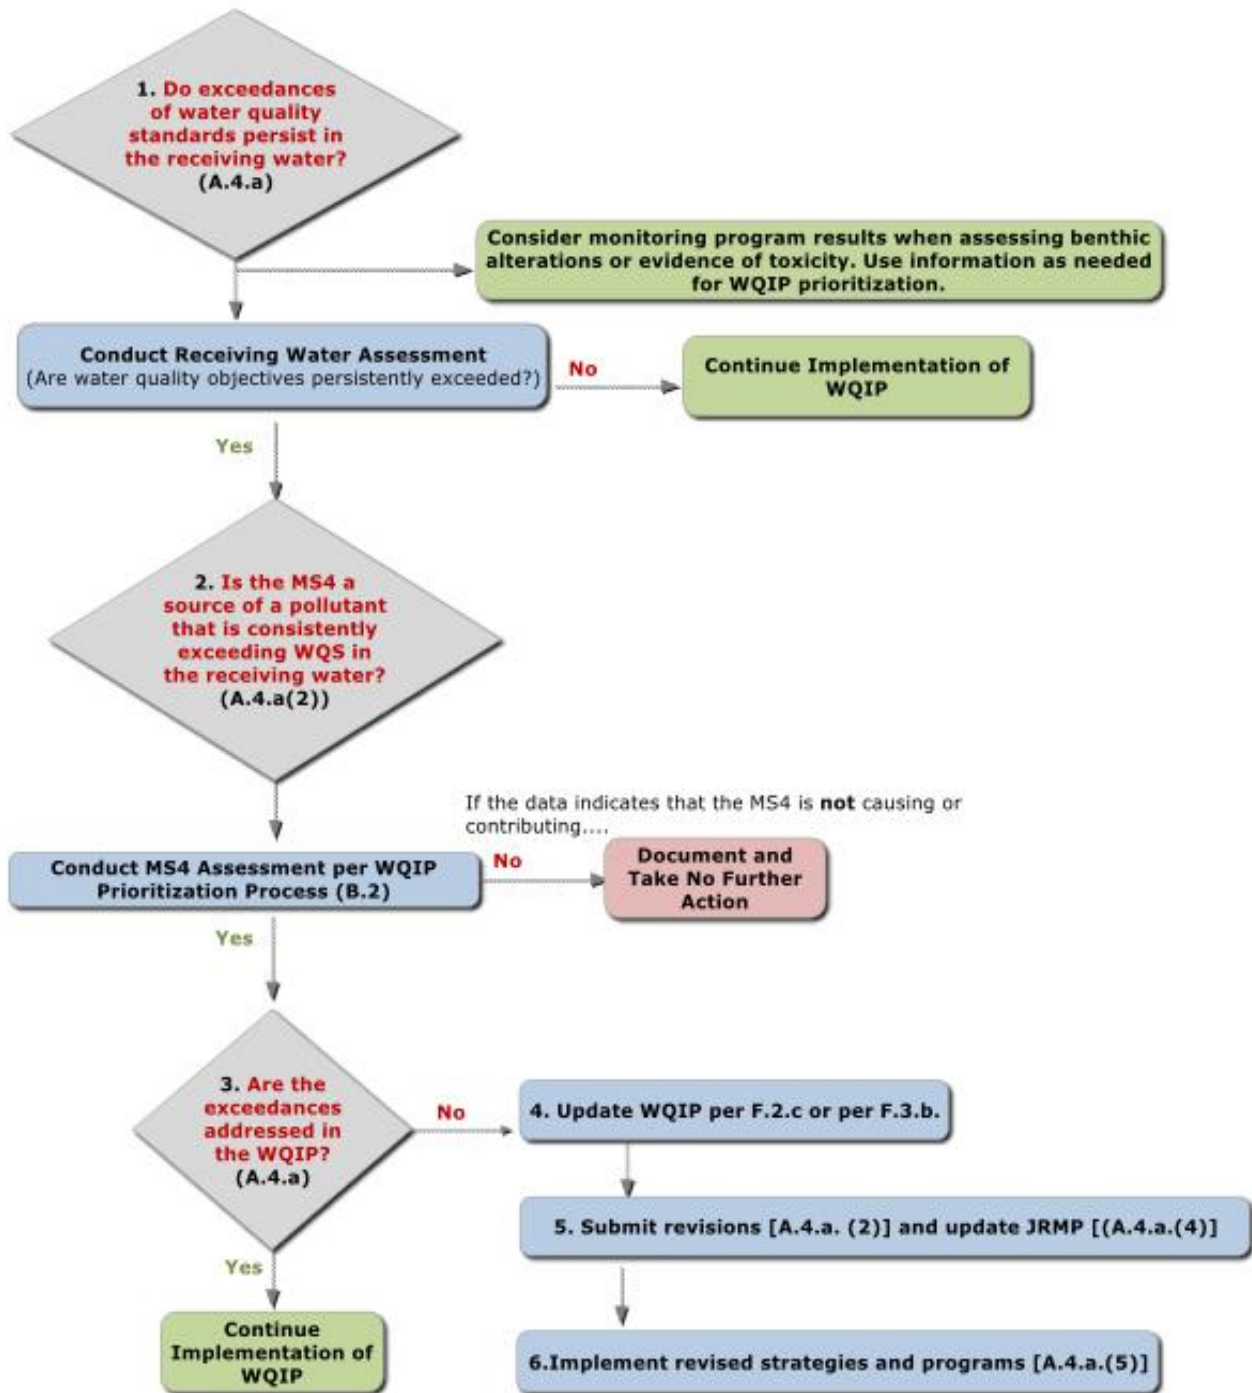 1. Do exceedances
of water quality
standards persist in
the receiving water?
(A.4.a)
Consider monitoring program results when assessing benthic
alterations or evidence of toxicity. Use information as needed
for WQIP prioritization.
Conduct Receiving Water Assessment
(Are water quality objectives persistently exceeded?)
No
Continue Implementation of
WQIP
Yes
2. Is the MS4 a
source of a pollutant
that is consistently
exceeding WQS in
the receiving water?
(A.4.a(2))
If the data indicates that the MS4 is not causing or
contributing....
Conduct MS4 Assessment per WQIP
Prioritization Process (B.2)
No
Document and
Take No Further
Action
Yes
3. Are the
exceedances
addressed in
the WQIP?
(A.4.a)
No
4. Update WQIP per F.2.c or per F.3.b.
5. Submit revisions [A.4.a. (2)] and update JRMP [(A.4.a.(4)]
Yes
Continue
Implementation of
WQIP
6.Implement revised strategies and programs [A.4.a.(5)]